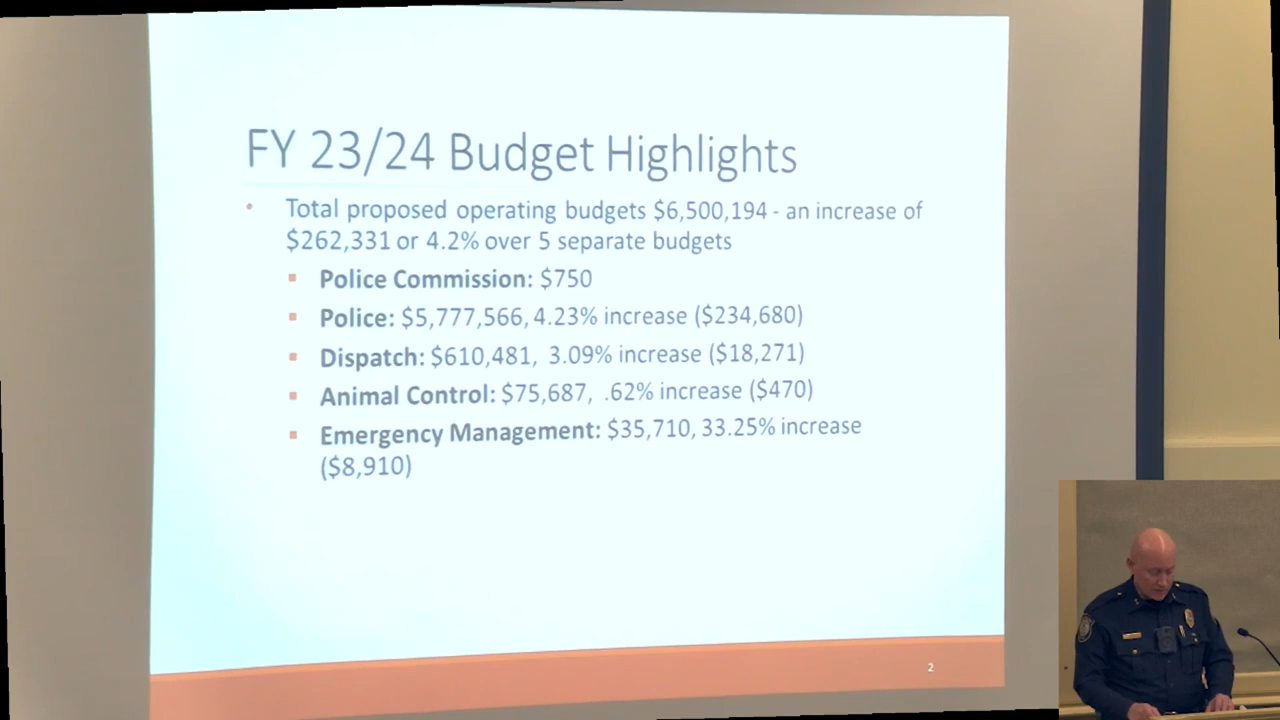 FY 23/24 Budget Highlights
• Total proposed operating budgets $6,500,194 - an increase of
$262,331 or 4.2% over 5 separate budgets
▪ Police Commission: $750
▪ Police: $5,777,566, 4.23% increase ($234,680)
▪ Dispatch: $610,481, 3.09% increase ($18,271)
▪ Animal Control: $75,687, .62% increase ($470)
▪ Emergency Management: $35,710, 33.25% increase
($8,910)
2